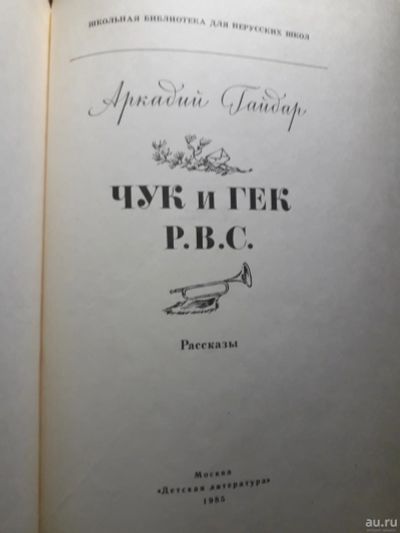 ШКОЛЬНАЯ БИБЛИОТЕКА ДЛЯ НЕРУССКИХ ШКОЛ
Аркадий Гайдар
ЧУК и ГЕК
Р.В.С.
Рассказы
Москва
«Детская литература»
1985
au.ru